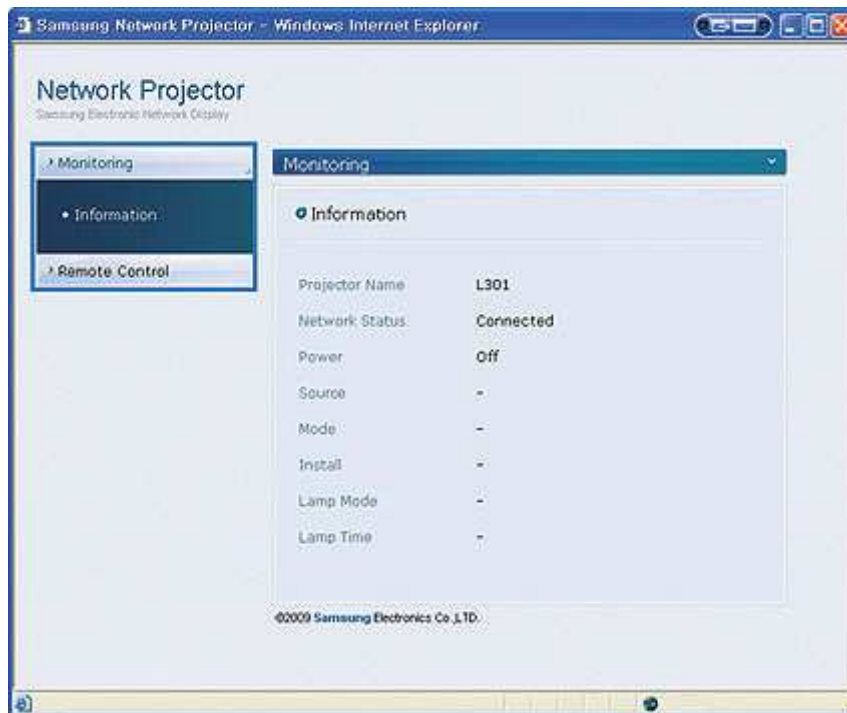 Samsung Network Projector - Windows Internet Explorer
Network Projector
Samsung Electronic Network Display
Monitoring
Information
Remote Control
Monitoring
Information
Projector Name L301
Network Status Connected
Power Off
Source -
Mode -
Install -
Lamp Mode -
Lamp Time -
©2009 Samsung Electronics Co.,LTD.